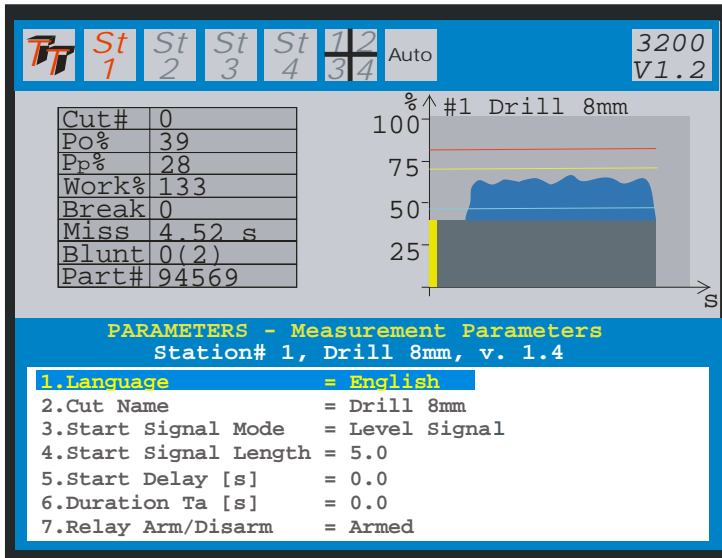 TT St 1 St 2 St 3 St 4 1 2 3 4 Auto 3200 V1.2
Cut# 0
Po% 39
Pp% 28
Work% 133
Break 0
Miss 4.52 s
Blunt 0(2)
Part# 94569
% #1 Drill 8mm
100
75
50
25
s
PARAMETERS - Measurement Parameters
Station# 1, Drill 8mm, v. 1.4
1.Language = English
2.Cut Name = Drill 8mm
3.Start Signal Mode = Level Signal
4.Start Signal Length = 5.0
5.Start Delay [s] = 0.0
6.Duration Ta [s] = 0.0
7.Relay Arm/Disarm = Armed